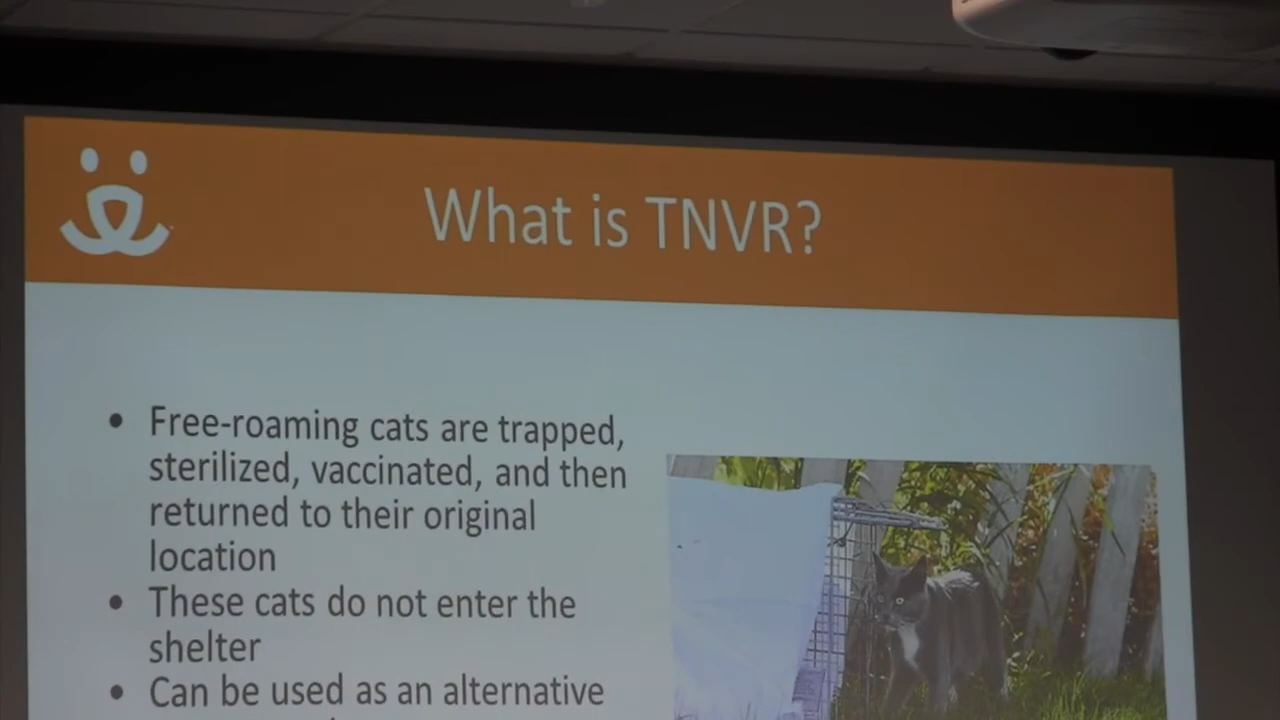 What is TNVR?
• Free-roaming cats are trapped,
sterilized, vaccinated, and then
returned to their original
location
• These cats do not enter the
shelter
• Can be used as an alternative